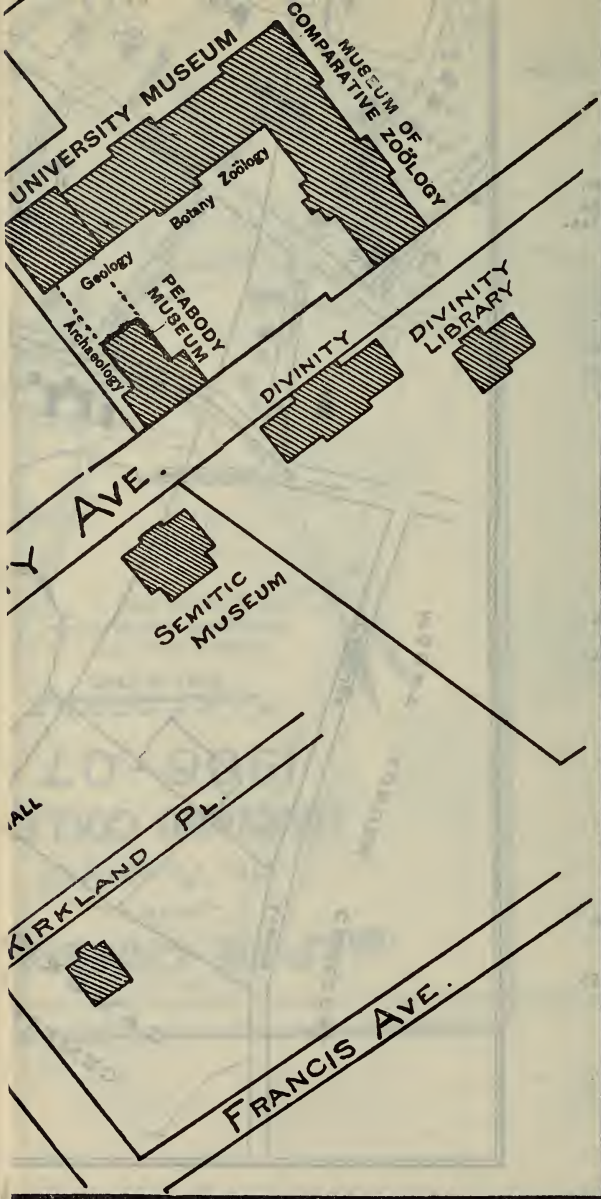 UNIVERSITY MUSEUM
MUSEUM OF
COMPARATIVE ZOÖLOGY
Zoölogy
Botany
Geology
Archaeology
PEABODY
MUSEUM
DIVINITY
DIVINITY
LIBRARY
Y AVE.
SEMITIC
MUSEUM
ALL
KIRKLAND PL.
FRANCIS AVE.